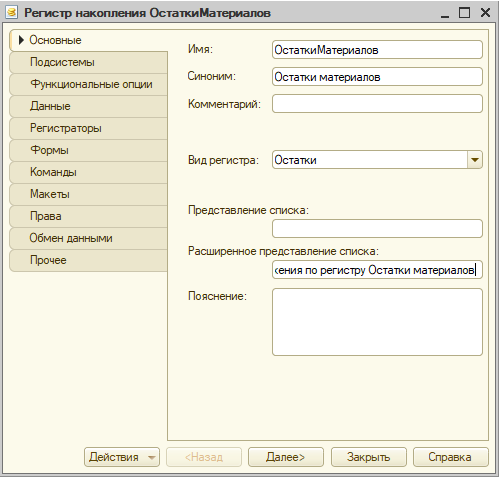 Регистр накопления ОстаткиМатериалов
Основные
Подсистемы
Функциональные опции
Данные
Регистраторы
Формы
Команды
Макеты
Права
Обмен данными
Прочее
Имя: ОстаткиМатериалов
Синоним: Остатки материалов
Комментарий:
Вид регистра: Остатки
Представление списка:
Расширенное представление списка:
по регистру Остатки материалов
Пояснение:
Действия <Назад Далее> Закрыть Справка